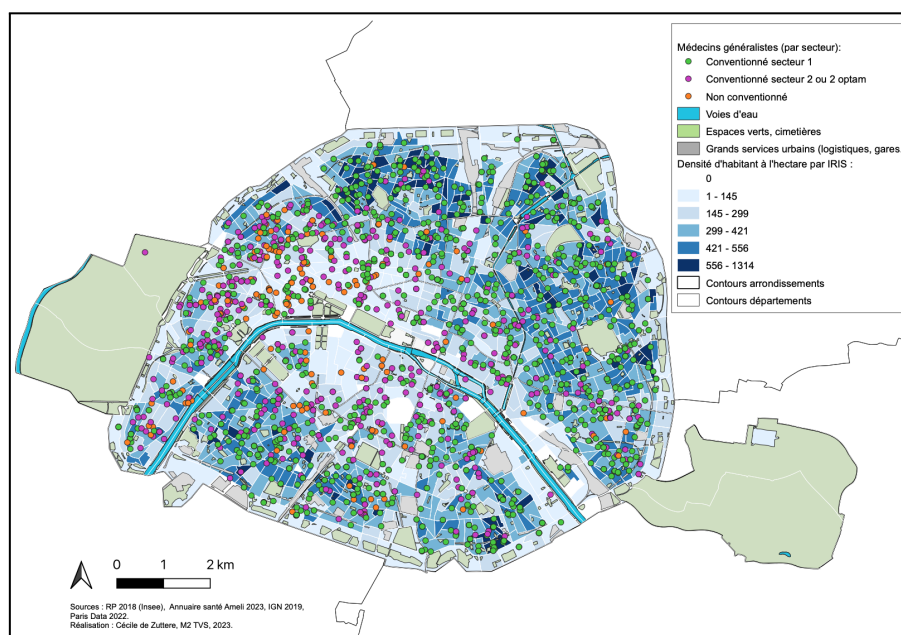 Médecins généralistes (par secteur):
Conventionné secteur 1
Conventionné secteur 2 ou 2 optam
Non conventionné
Voies d'eau
Espaces verts, cimetières
Grands services urbains (logistiques, gares.
Densité d'habitant à l'hectare par IRIS :
0
1 - 145
145 - 299
299 - 421
421 - 556
556 - 1314
Contours arrondissements
Contours départements
0 1 2 km
Sources : RP 2018 (Insee), Annuaire santé Ameli 2023, IGN 2019,
Paris Data 2022.
Réalisation : Cécile de Zuttere, M2 TVS, 2023.